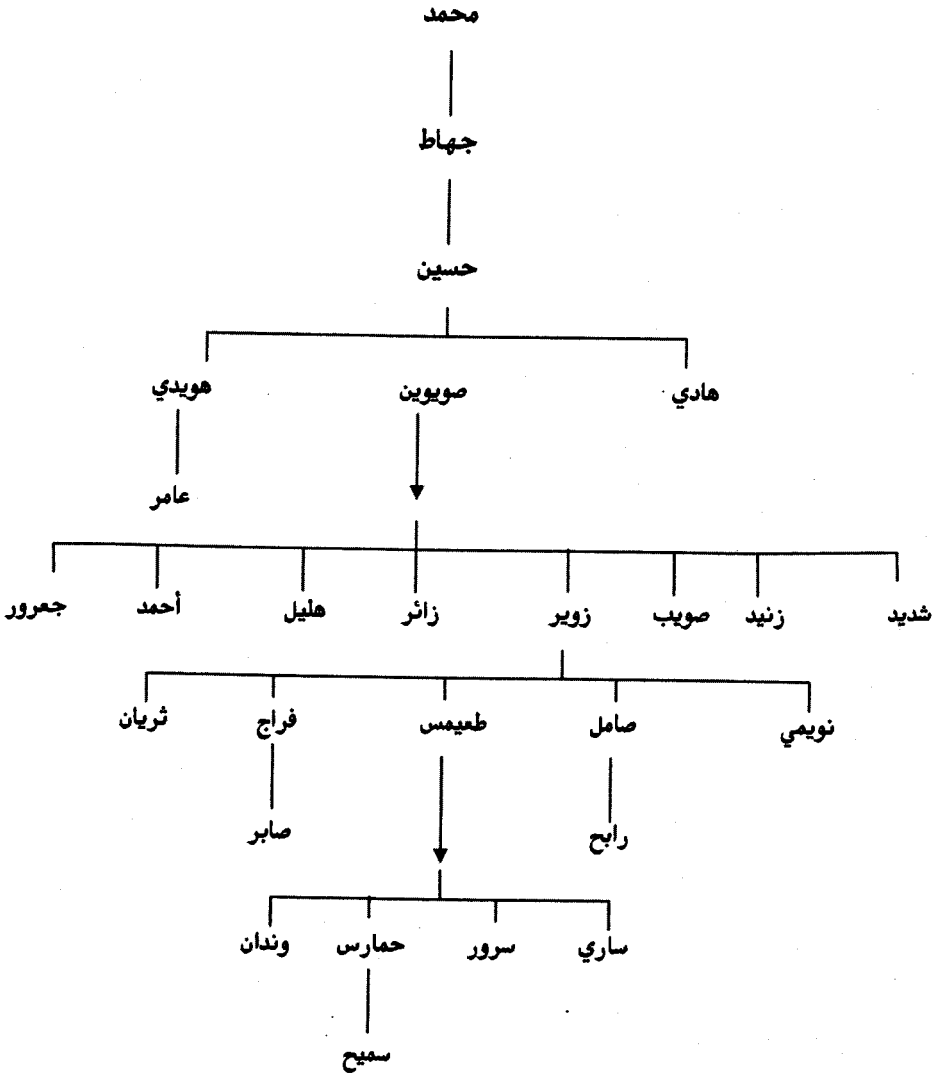 محمد
جهاط
حسين
هادي صويوين هويدي
عامر
شديد زنيد صويب زوير زائر هليل أحمد جعرور
نويمي صامل طعيمس فراج ثريان
رابح صابر
ساري سرور حمارس وندان
سميح